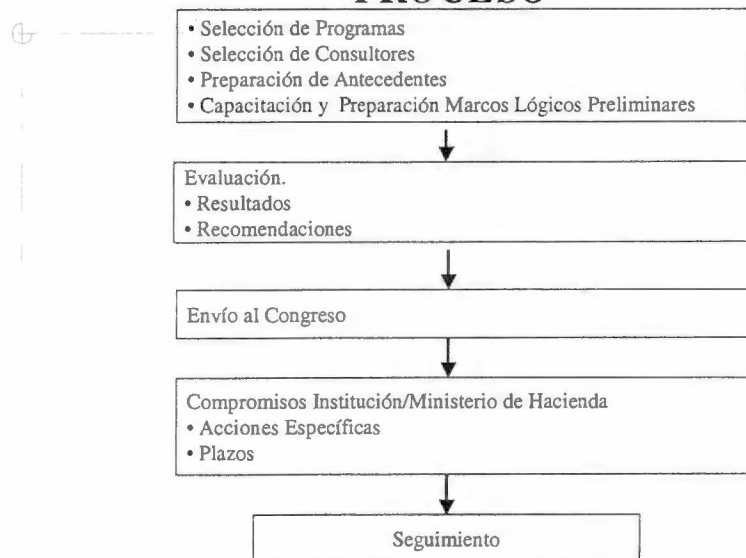 PROCESO
• Selección de Programas
• Selección de Consultores
• Preparación de Antecedentes
• Capacitación y Preparación Marcos Lógicos Preliminares
Evaluación.
• Resultados
• Recomendaciones
Envío al Congreso
Compromisos Institución/Ministerio de Hacienda
• Acciones Específicas
• Plazos
Seguimiento